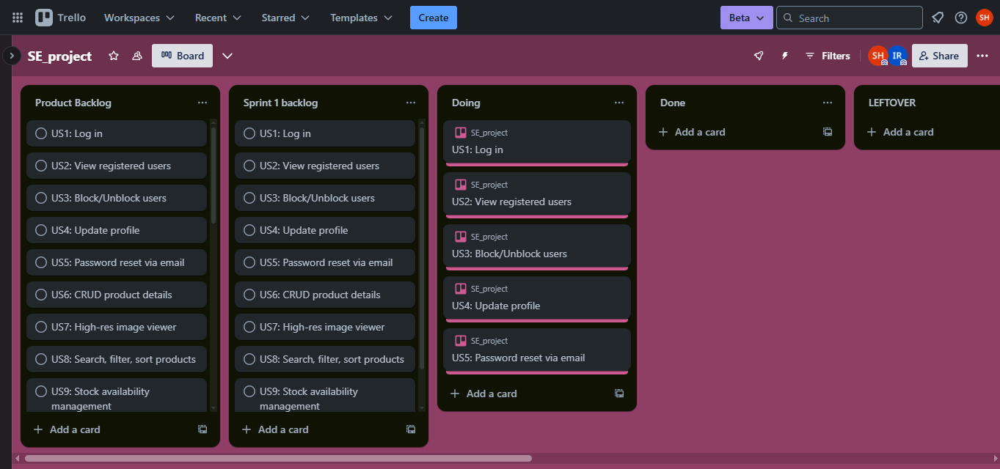 Trello Workspaces Recent Starred Templates Create Beta Search SH
SE_project Board Filters SH IR Share
Product Backlog
US1: Log in
US2: View registered users
US3: Block/Unblock users
US4: Update profile
US5: Password reset via email
US6: CRUD product details
US7: High-res image viewer
US8: Search, filter, sort products
US9: Stock availability
management
Add a card
Sprint 1 backlog
US1: Log in
US2: View registered users
US3: Block/Unblock users
US4: Update profile
US5: Password reset via email
US6: CRUD product details
US7: High-res image viewer
US8: Search, filter, sort products
US9: Stock availability
management
Add a card
Doing
SE_project
US1: Log in
SE_project
US2: View registered users
SE_project
US3: Block/Unblock users
SE_project
US4: Update profile
SE_project
US5: Password reset via email
Add a card
Done
Add a card
LEFTOVER
Add a card